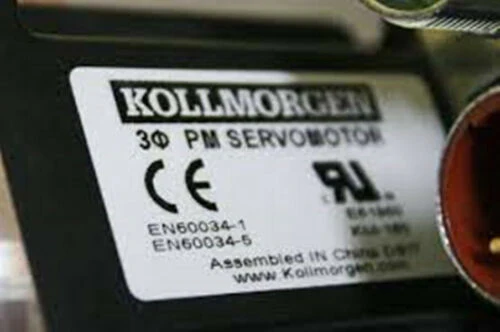 KOLLMORGEN
3Φ PM SERVOMOTOR
CE
EN60034-1
EN60034-5
Assembled IN China
www.Kollmorgen.com